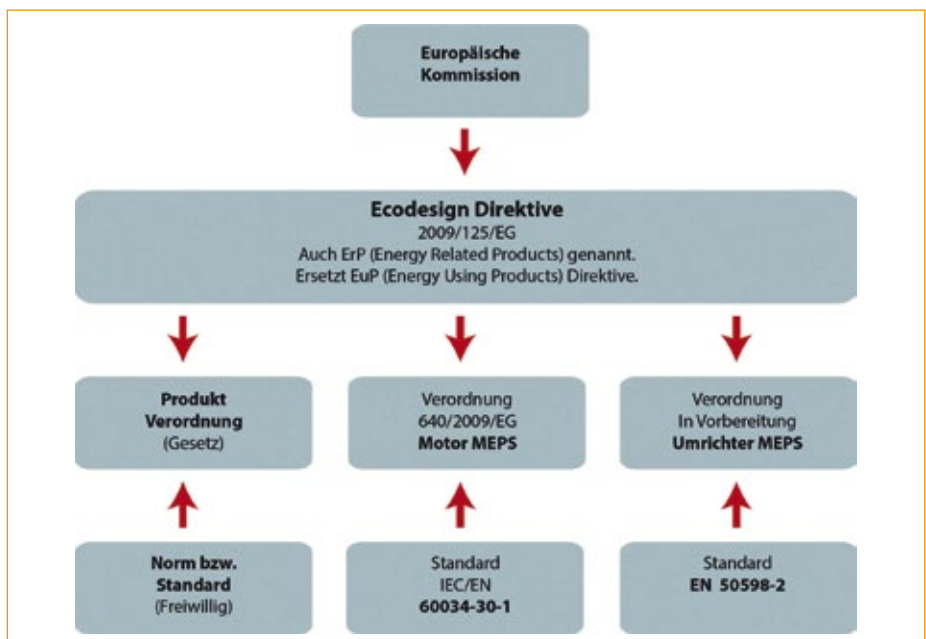 Europäische
Kommission
Ecodesign Direktive
2009/125/EG
Auch ErP (Energy Related Products) genannt.
Ersetzt EuP (Energy Using Products) Direktive.
Produkt
Verordnung
(Gesetz)
Verordnung
640/2009/EG
Motor MEPS
Verordnung
In Vorbereitung
Umrichter MEPS
Norm bzw.
Standard
(Freiwillig)
Standard
IEC/EN
60034-30-1
Standard
EN 50598-2